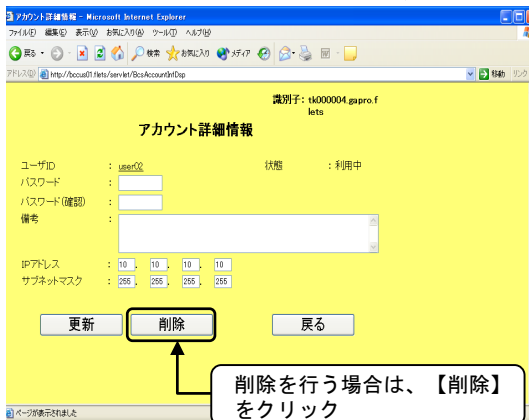 アカウント詳細情報 - Microsoft Internet Explorer
ファイル(F) 編集(E) 表示(V) お気に入り(A) ツール(T) ヘルプ(H)
戻る 検索 お気に入り メディア
アドレス(D) http://bccus01.flets/servlet/BcsAccountInfDsp 移動 リンク
識別子: tk000004.gapro.f
lets
アカウント詳細情報
ユーザID : user02 状態 : 利用中
パスワード :
パスワード(確認) :
備考 :
IPアドレス : 10 . 10 . 10 . 10
サブネットマスク : 255 . 255 . 255 . 255
更新 削除 戻る
削除を行う場合は、【削除】
をクリック
ページが表示されました